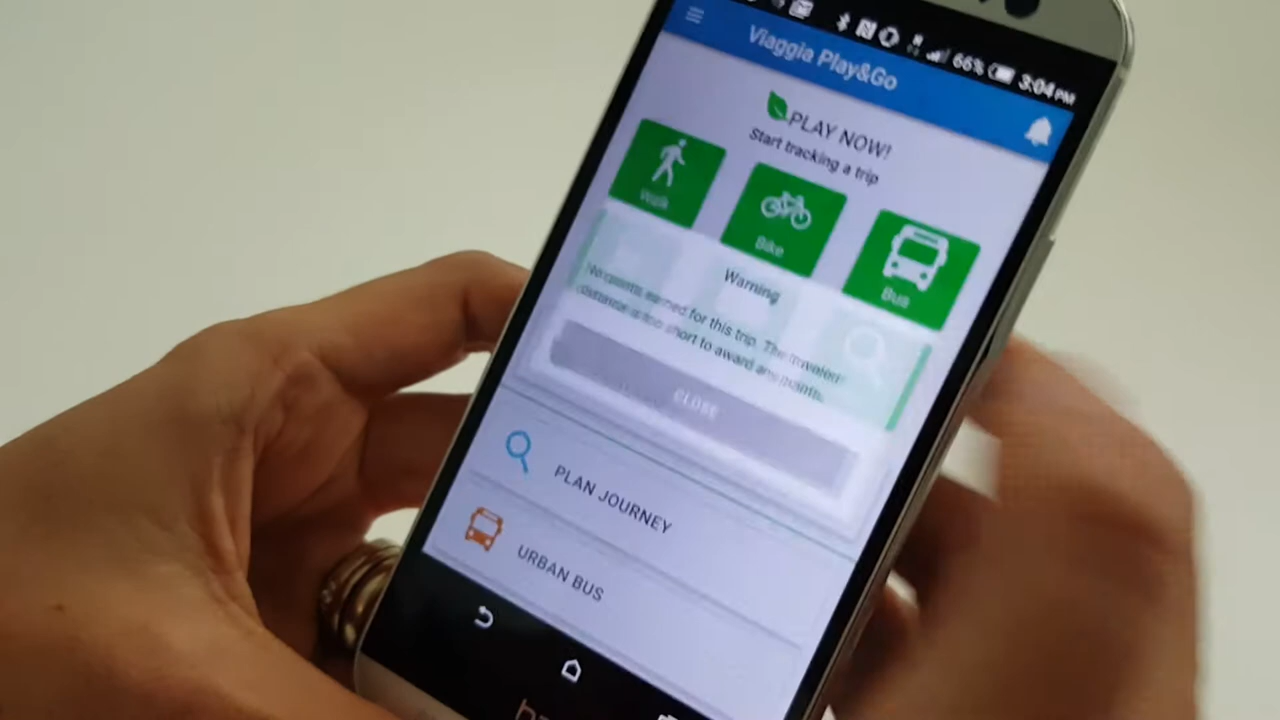 66% 3:04 PM
Viaggia Play&Go
PLAY NOW!
Start tracking a trip
Walk
Bike
Bus
Warning
No points earned for this trip. The traveled
distance is too short to award any points.
CLOSE
PLAN JOURNEY
URBAN BUS